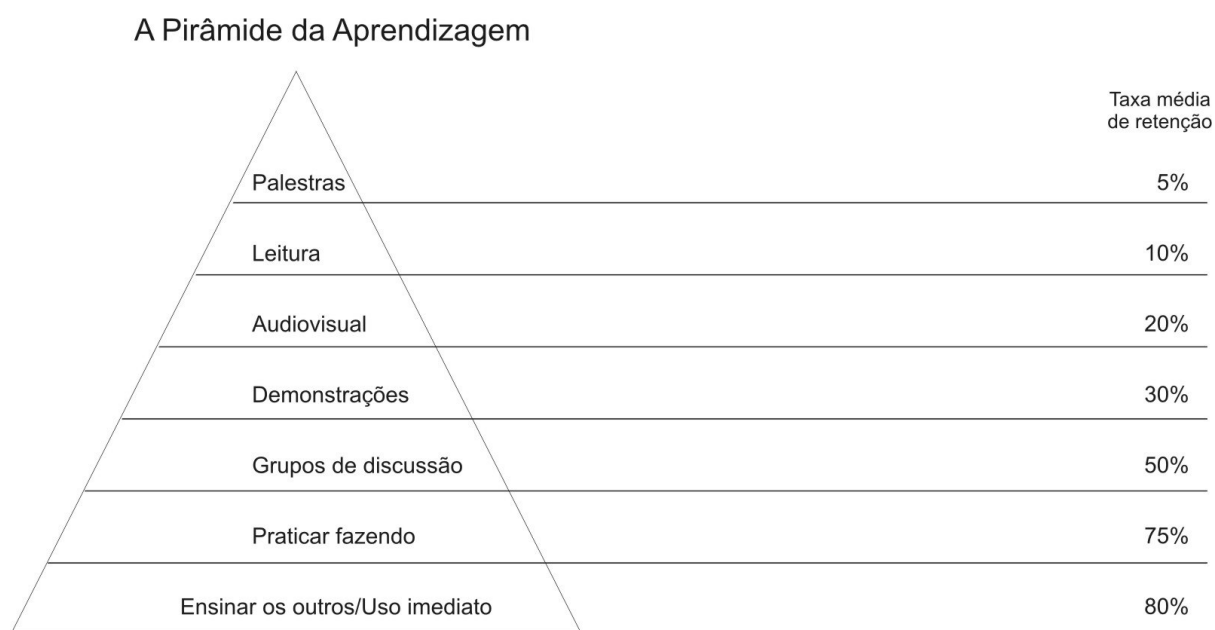 A Pirâmide da Aprendizagem
Taxa média
de retenção
Palestras 5%
Leitura 10%
Audiovisual 20%
Demonstrações 30%
Grupos de discussão 50%
Praticar fazendo 75%
Ensinar os outros/Uso imediato 80%